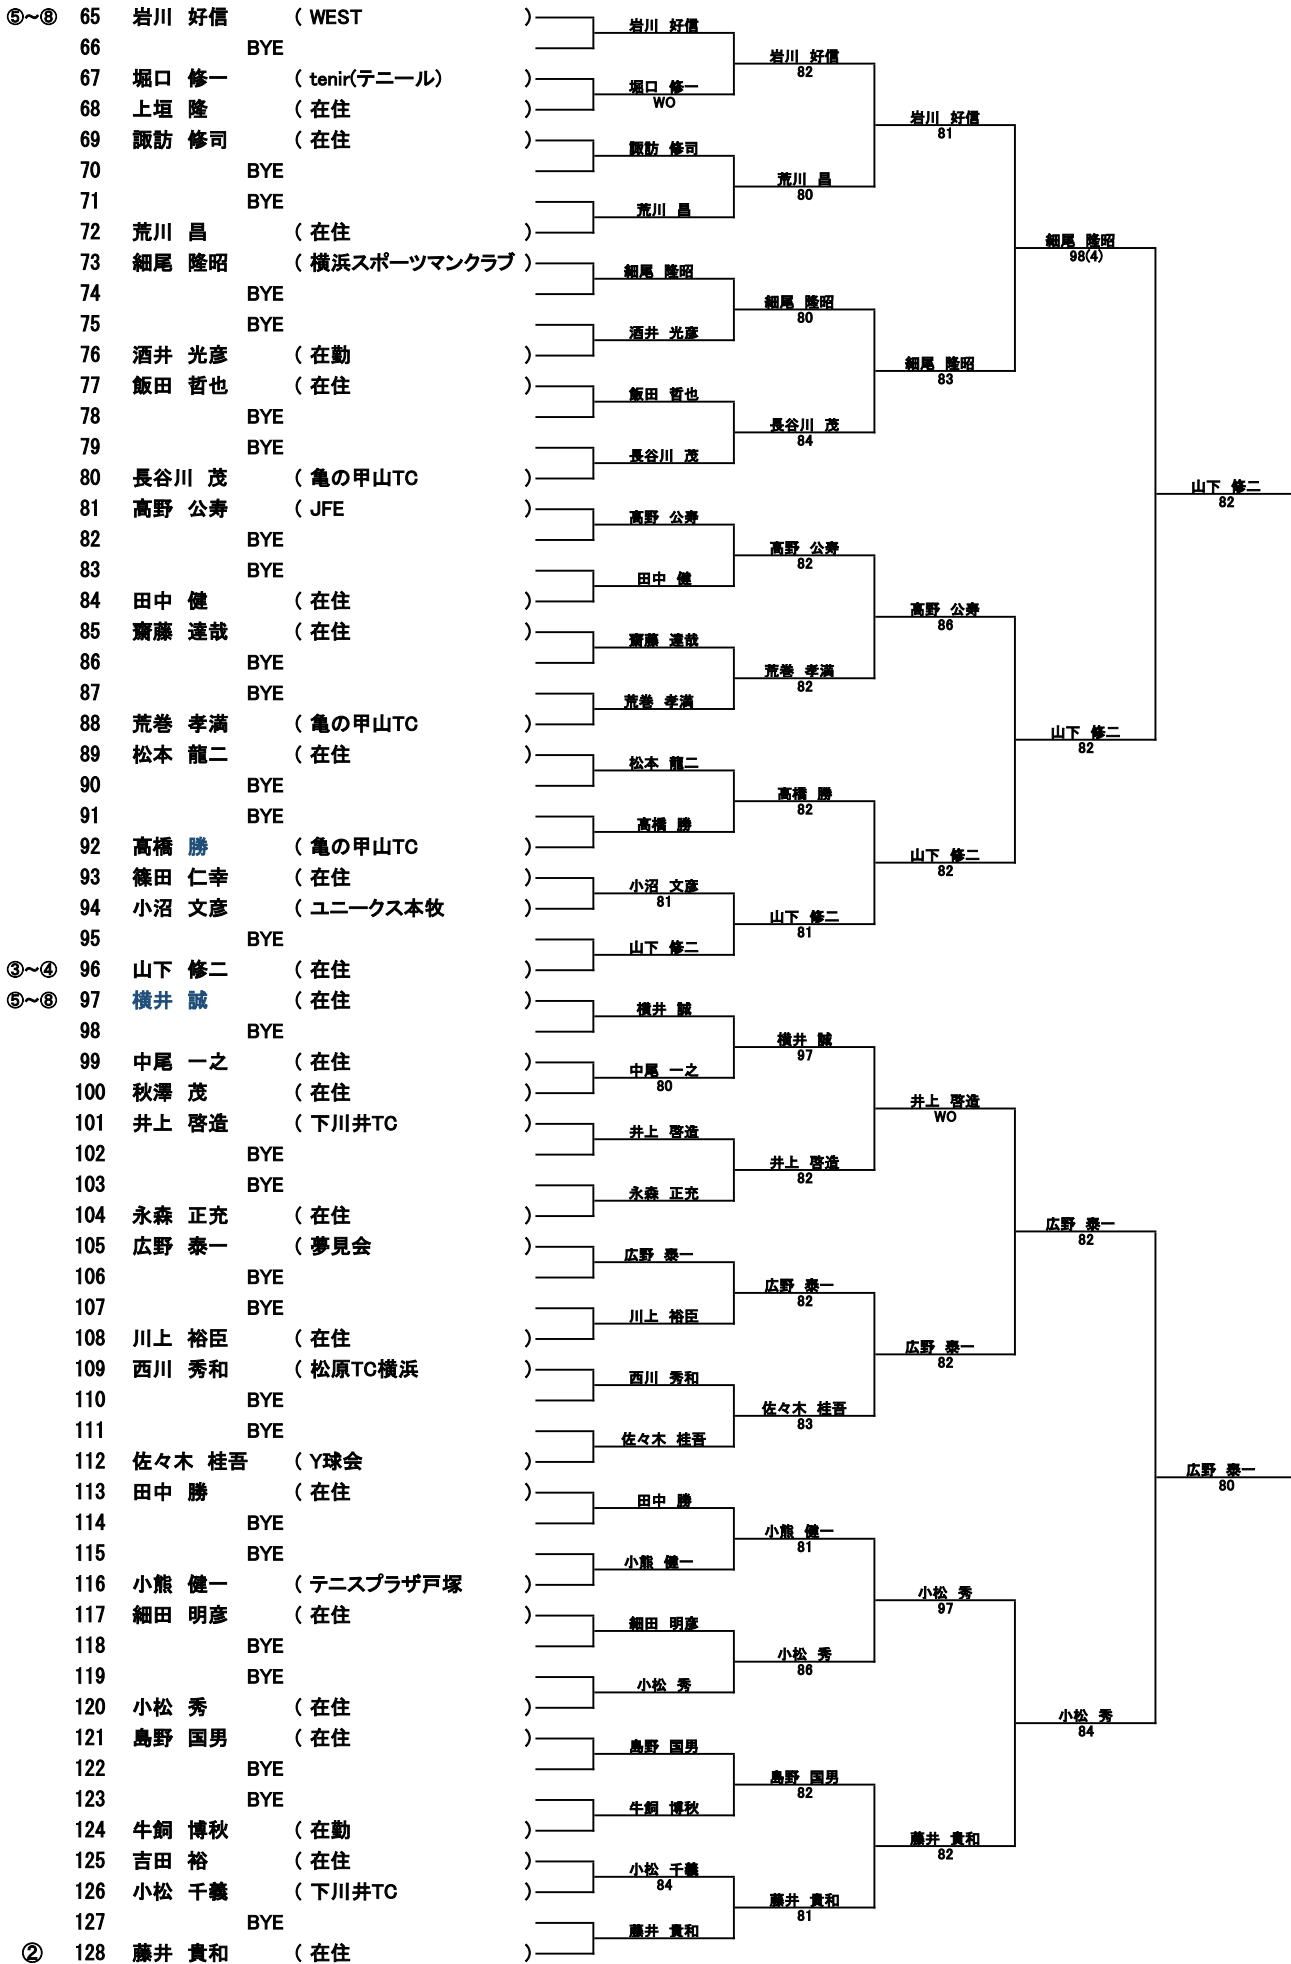 ⑤～⑧ 65 岩川 好信 ( WEST )
66 BYE
67 堀口 修一 ( tenir(テニール) )
68 上垣 隆 ( 在住 )
69 諏訪 修司 ( 在住 )
70 BYE
71 BYE
72 荒川 昌 ( 在住 )
73 細尾 隆昭 ( 横浜スポーツマンクラブ )
74 BYE
75 BYE
76 酒井 光彦 ( 在勤 )
77 飯田 哲也 ( 在住 )
78 BYE
79 BYE
80 長谷川 茂 ( 亀の甲山TC )
81 高野 公寿 ( JFE )
82 BYE
83 BYE
84 田中 健 ( 在住 )
85 齋藤 達哉 ( 在住 )
86 BYE
87 BYE
88 荒巻 孝満 ( 亀の甲山TC )
89 松本 龍二 ( 在住 )
90 BYE
91 BYE
92 高橋 勝 ( 亀の甲山TC )
93 篠田 仁幸 ( 在住 )
94 小沼 文彦 ( ユニークス本牧 )
95 BYE
③～④ 96 山下 修二 ( 在住 )
⑤～⑧ 97 横井 誠 ( 在住 )
98 BYE
99 中尾 一之 ( 在住 )
100 秋澤 茂 ( 在住 )
101 井上 啓造 ( 下川井TC )
102 BYE
103 BYE
104 永森 正充 ( 在住 )
105 広野 泰一 ( 夢見会 )
106 BYE
107 BYE
108 川上 裕臣 ( 在住 )
109 西川 秀和 ( 松原TC横浜 )
110 BYE
111 BYE
112 佐々木 桂吾 ( Y球会 )
113 田中 勝 ( 在住 )
114 BYE
115 BYE
116 小熊 健一 ( テニスプラザ戸塚 )
117 細田 明彦 ( 在住 )
118 BYE
119 BYE
120 小松 秀 ( 在住 )
121 島野 国男 ( 在住 )
122 BYE
123 BYE
124 牛飼 博秋 ( 在勤 )
125 吉田 裕 ( 在住 )
126 小松 千義 ( 下川井TC )
127 BYE
② 128 藤井 貴和 ( 在住 )
岩川 好信
堀口 修一
WO
諏訪 修司
荒川 昌
細尾 隆昭
酒井 光彦
飯田 哲也
長谷川 茂
高野 公寿
田中 健
齋藤 達哉
荒巻 孝満
松本 龍二
高橋 勝
小沼 文彦
81
山下 修二
横井 誠
中尾 一之
80
井上 啓造
永森 正充
広野 泰一
川上 裕臣
西川 秀和
佐々木 桂吾
田中 勝
小熊 健一
細田 明彦
小松 秀
島野 国男
牛飼 博秋
小松 千義
84
藤井 貴和
岩川 好信
82
荒川 昌
80
細尾 隆昭
80
長谷川 茂
84
高野 公寿
82
荒巻 孝満
82
高橋 勝
82
山下 修二
81
横井 誠
97
井上 啓造
82
広野 泰一
82
佐々木 桂吾
83
小熊 健一
81
小松 秀
86
島野 国男
82
藤井 貴和
81
岩川 好信
81
細尾 隆昭
83
高野 公寿
86
山下 修二
82
井上 啓造
WO
広野 泰一
82
小松 秀
97
藤井 貴和
82
細尾 隆昭
98(4)
山下 修二
82
広野 泰一
82
小松 秀
84
山下 修二
82
広野 泰一
80